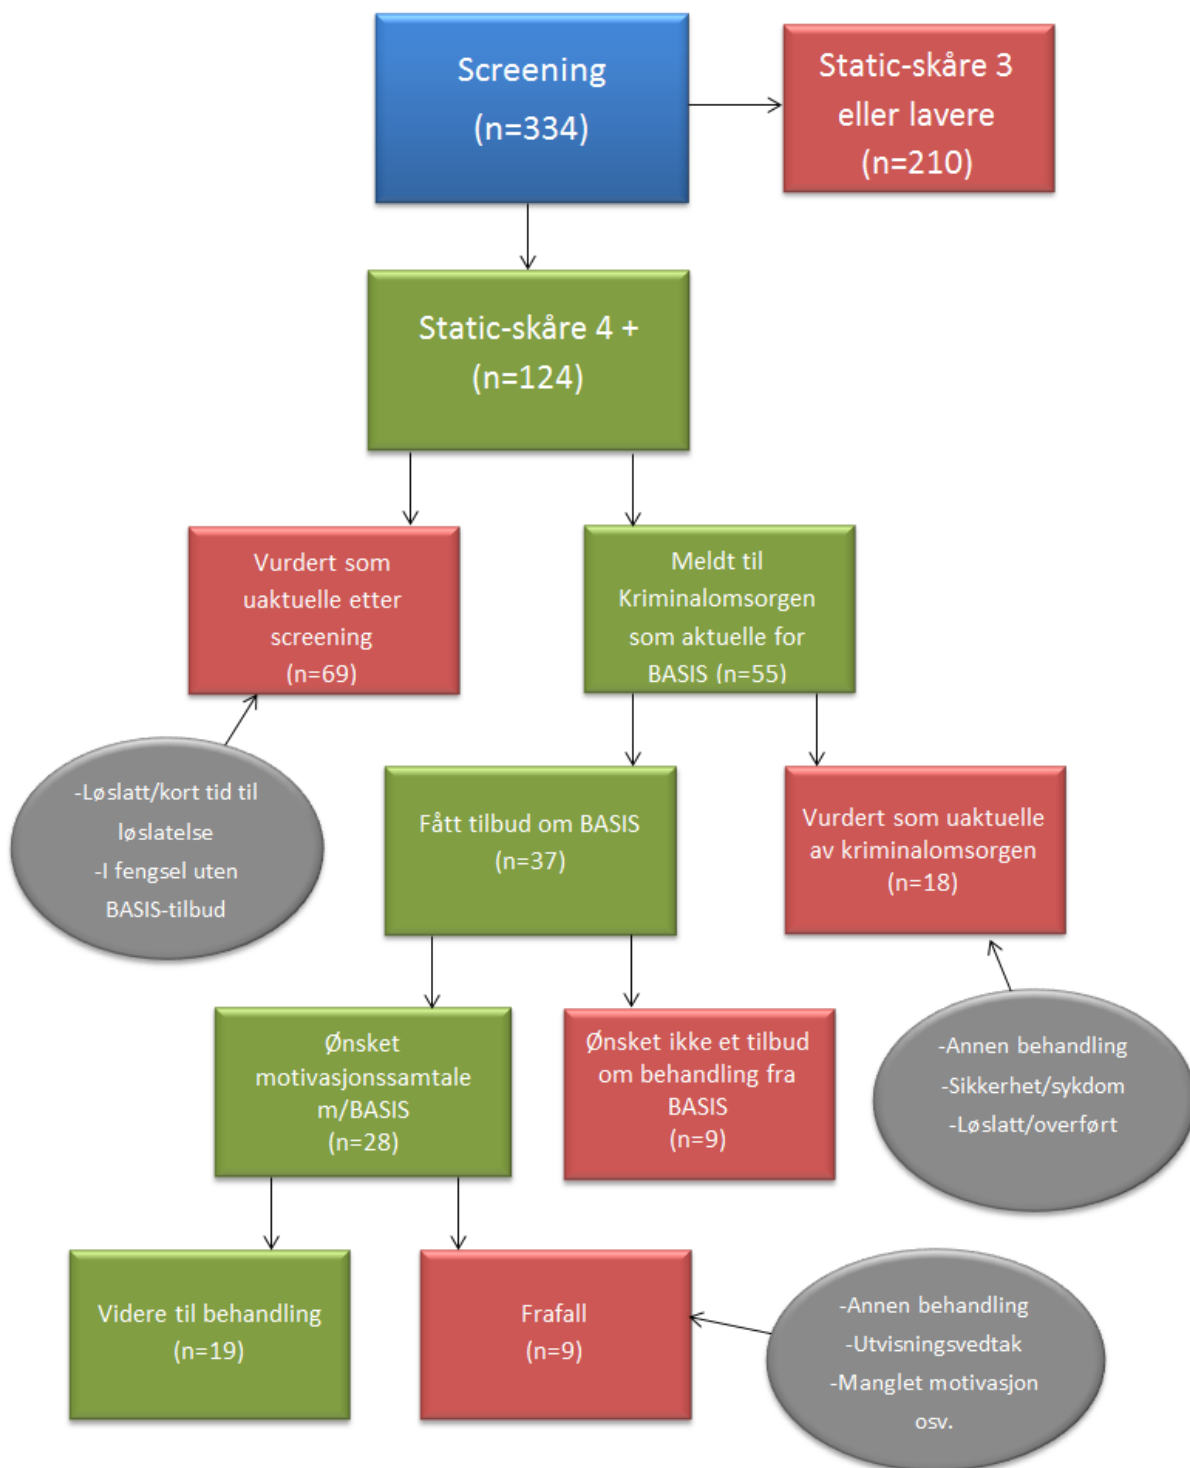 Screening
(n=334)
Static-skåre 3
eller lavere
(n=210)
Static-skåre 4 +
(n=124)
Vurdert som
uaktuelle etter
screening
(n=69)
Meldt til
Kriminalomsorgen
som aktuelle for
BASIS (n=55)
-Løslatt/kort tid til
løslatelse
-I fengsel uten
BASIS-tilbud
Fått tilbud om BASIS
(n=37)
Vurdert som uaktuelle
av kriminalomsorgen
(n=18)
Ønsket
motivasjonssamtale
m/BASIS
(n=28)
Ønsket ikke et tilbud
om behandling fra
BASIS
(n=9)
-Annen behandling
-Sikkerhet/sykdom
-Løslatt/overført
Videre til behandling
(n=19)
Frafall
(n=9)
-Annen behandling
-Utvisningsvedtak
-Manglet motivasjon
osv.